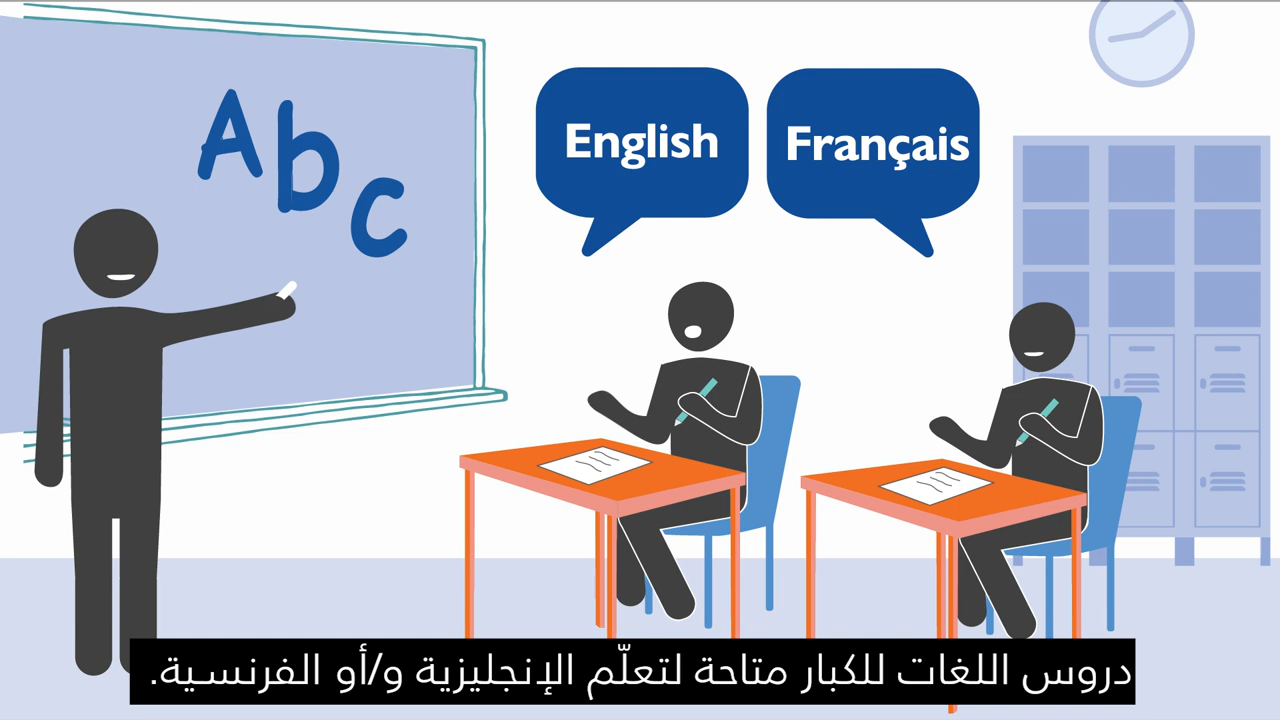 Abc
English
Français
دروس اللغات للكبار متاحة لتعلّم الإنجليزية و/أو الفرنسية.